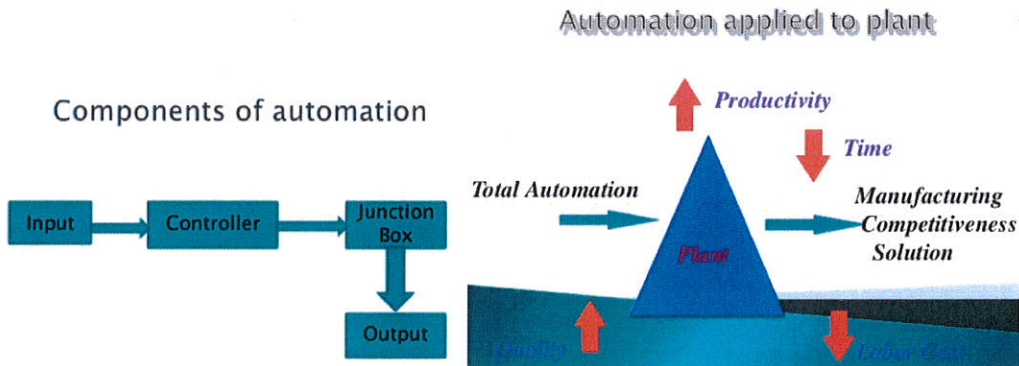 Components of automation
Input
Controller
Junction
Box
Output
Automation applied to plant
Productivity
Time
Total Automation
Manufacturing
Competitiveness
Solution
Plant
Quality
Labor Cost